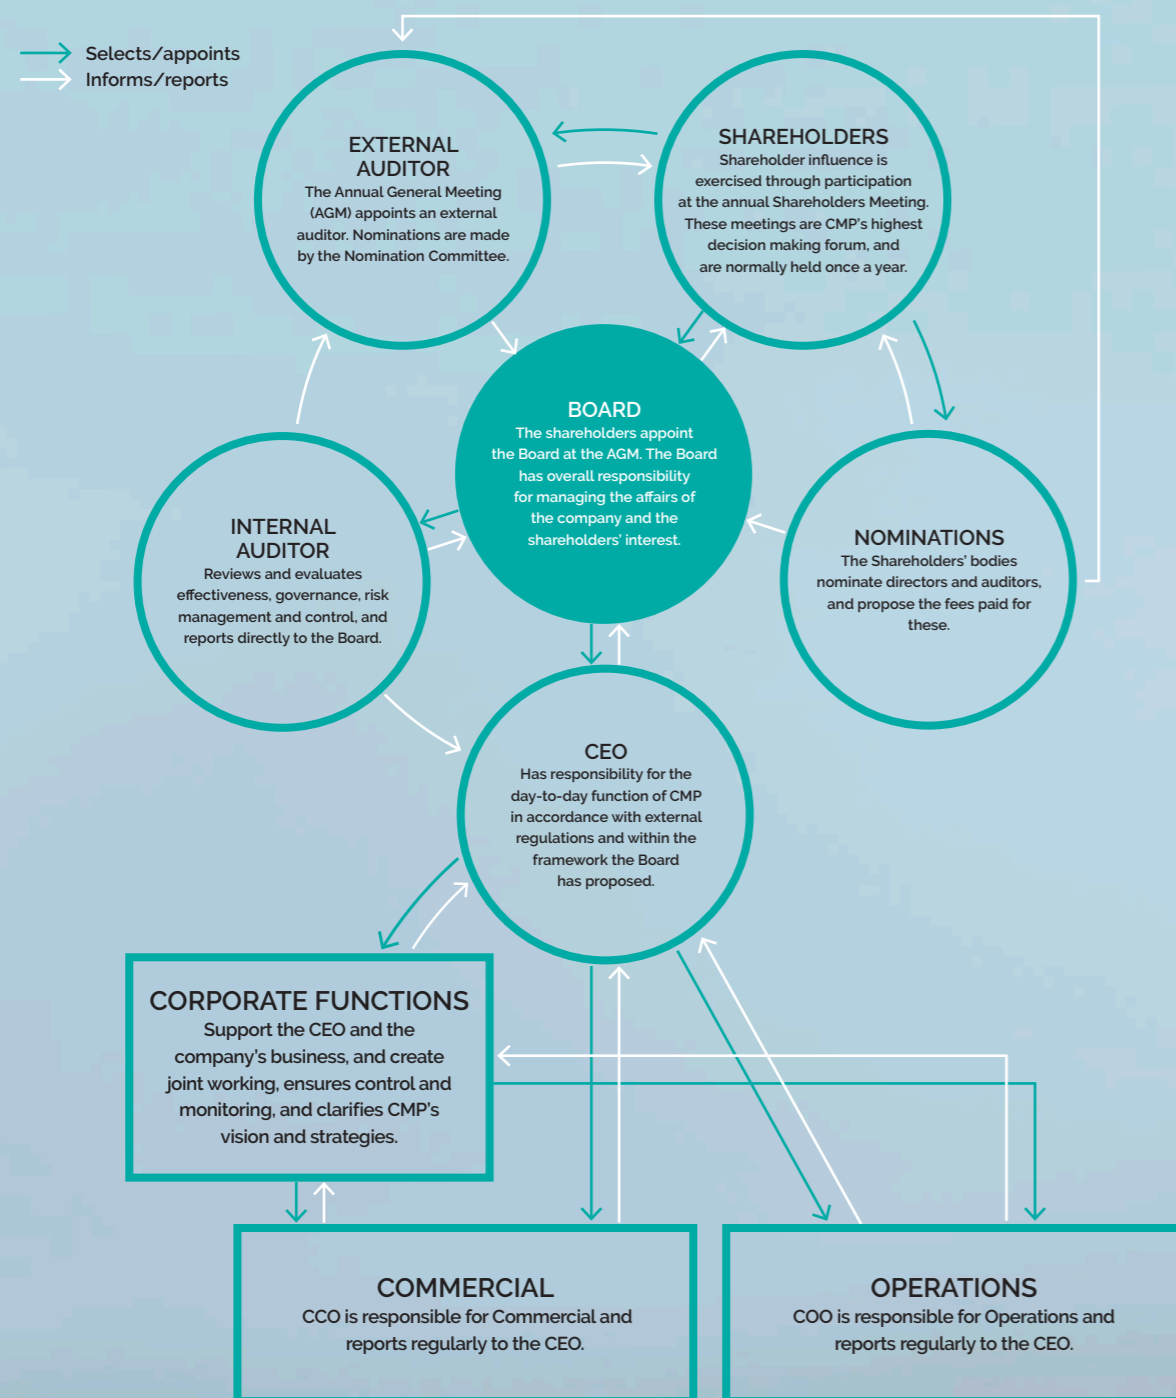 Selects/appoints
Informs/reports
EXTERNAL
AUDITOR
The Annual General Meeting
(AGM) appoints an external
auditor. Nominations are made
by the Nomination Committee.
SHAREHOLDERS
Shareholder influence is
exercised through participation
at the annual Shareholders Meeting.
These meetings are CMP's highest
decision making forum, and
are normally held once a year.
BOARD
The shareholders appoint
the Board at the AGM. The Board
has overall responsibility
for managing the affairs of
the company and the
shareholders' interest.
INTERNAL
AUDITOR
Reviews and evaluates
effectiveness, governance, risk
management and control, and
reports directly to the Board.
NOMINATIONS
The Shareholders' bodies
nominate directors and auditors,
and propose the fees paid for
these.
CEO
Has responsibility for the
day-to-day function of CMP
in accordance with external
regulations and within the
framework the Board
has proposed.
CORPORATE FUNCTIONS
Support the CEO and the
company's business, and create
joint working, ensures control and
monitoring, and clarifies CMP's
vision and strategies.
COMMERCIAL
CCO is responsible for Commercial and
reports regularly to the CEO.
OPERATIONS
COO is responsible for Operations and
reports regularly to the CEO.